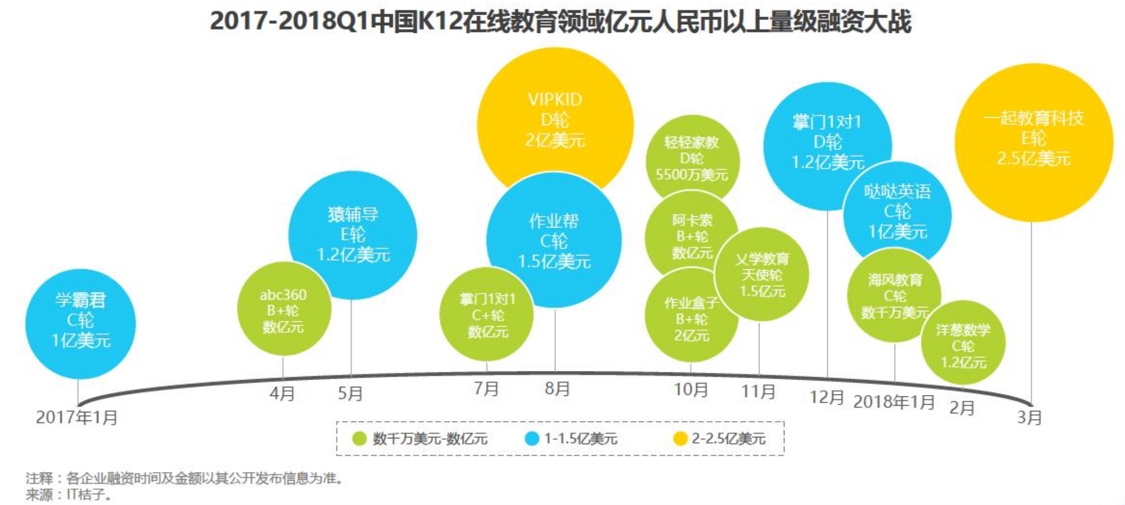 2017-2018Q1中国K12在线教育领域亿元人民币以上量级融资大战
学霸君
C轮
1亿美元
abc360
B+轮
数亿元
猿辅导
E轮
1.2亿美元
掌门1对1
C+轮
数亿元
VIPKID
D轮
2亿美元
作业帮
C轮
1.5亿美元
轻轻家教
D轮
5500万美元
阿卡索
B+轮
数亿元
作业盒子
B+轮
2亿元
乂学教育
天使轮
1.5亿元
掌门1对1
D轮
1.2亿美元
哒哒英语
C轮
1亿美元
海风教育
C轮
数千万美元
洋葱数学
C轮
1.2亿元
一起教育科技
E轮
2.5亿美元
2017年1月
4月
5月
7月
8月
10月
11月
12月
2018年1月
2月
3月
数千万美元-数亿元
1-1.5亿美元
2-2.5亿美元
注释：各企业融资时间及金额以其公开发布信息为准。
来源：IT桔子。